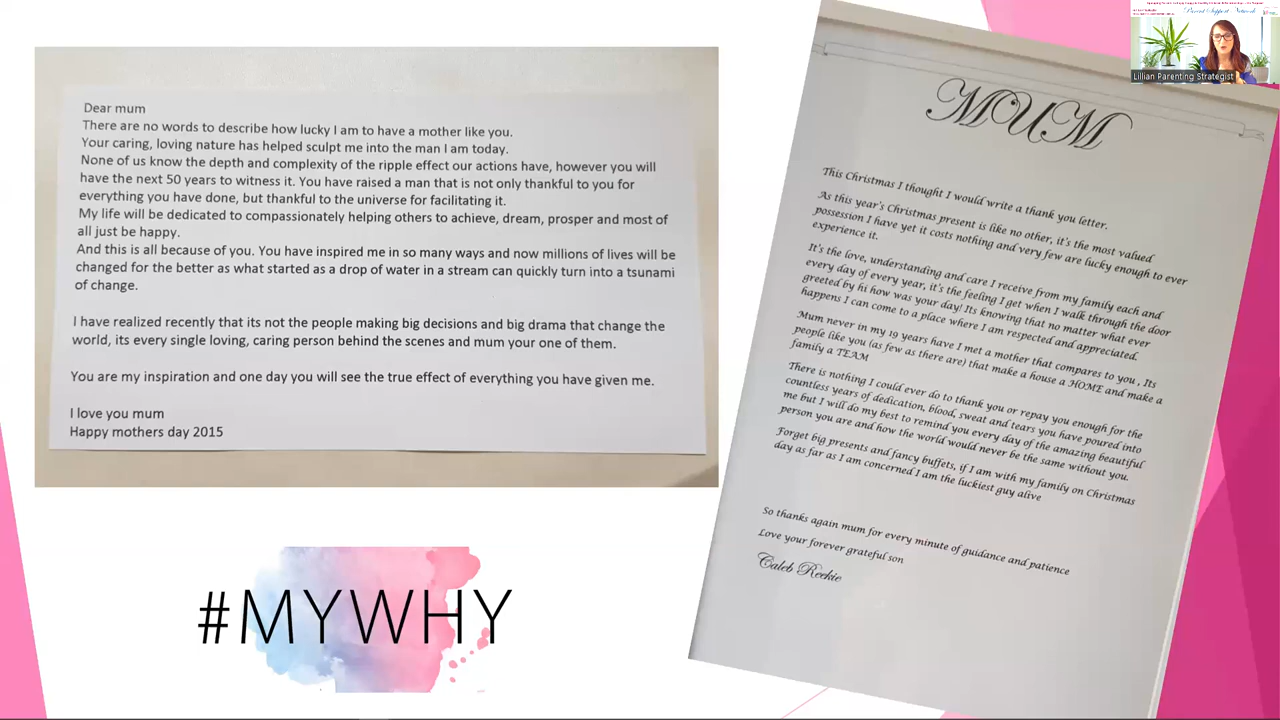 Dear mum
There are no words to describe how lucky I am to have a mother like you.
Your caring, loving nature has helped sculpt me into the man I am today.
None of us know the depth and complexity of the ripple effect our actions have, however you will
have the next 50 years to witness it. You have raised a man that is not only thankful to you for
everything you have done, but thankful to the universe for facilitating it.
My life will be dedicated to compassionately helping others to achieve, dream, prosper and most of
all just be happy.
And this is all because of you. You have inspired me in so many ways and now millions of lives will be
changed for the better as what started as a drop of water in a stream can quickly turn into a tsunami
of change.
I have realized recently that its not the people making big decisions and big drama that change the
world, its every single loving, caring person behind the scenes and mum your one of them.
You are my inspiration and one day you will see the true effect of everything you have given me.
I love you mum
Happy mothers day 2015
#MYWHY
MUM
This Christmas I thought I would write a thank you letter.
As this year's Christmas present is like no other, it's the most valued
possession I have yet it costs nothing and very few are lucky enough to ever
experience it.
It's the love, understanding and care I receive from my family each and
every day of every year, it's the feeling I get when I walk through the door
greeted by hi how was your day! Its knowing that no matter what ever
happens I can come to a place where I am respected and appreciated.
Mum never in my 19 years have I met a mother that compares to you , Its
people like you (as few as there are) that make a house a HOME and make a
family a TEAM
There is nothing I could ever do to thank you or repay you enough for the
countless years of dedication, blood, sweat and tears you have poured into
me but I will do my best to remind you every day of the amazing beautiful
person you are and how the world would never be the same without you.
Forget big presents and fancy buffets, if I am with my family on Christmas
day as far as I am concerned I am the luckiest guy alive
So thanks again mum for every minute of guidance and patience
Love your forever grateful son
Caleb Reekie
Parent Support Network
Lillian Parenting Strategist